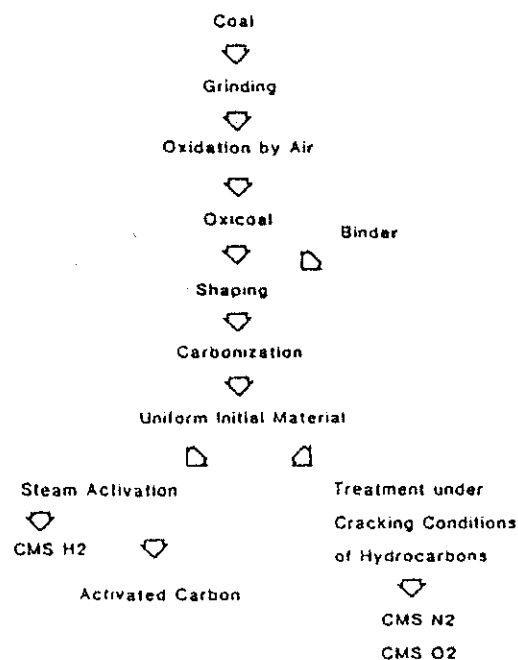 Coal
Grinding
Oxidation by Air
Oxicoal
Binder
Shaping
Carbonization
Uniform Initial Material
Steam Activation
CMS H2
Activated Carbon
Treatment under
Cracking Conditions
of Hydrocarbons
CMS N2
CMS O2